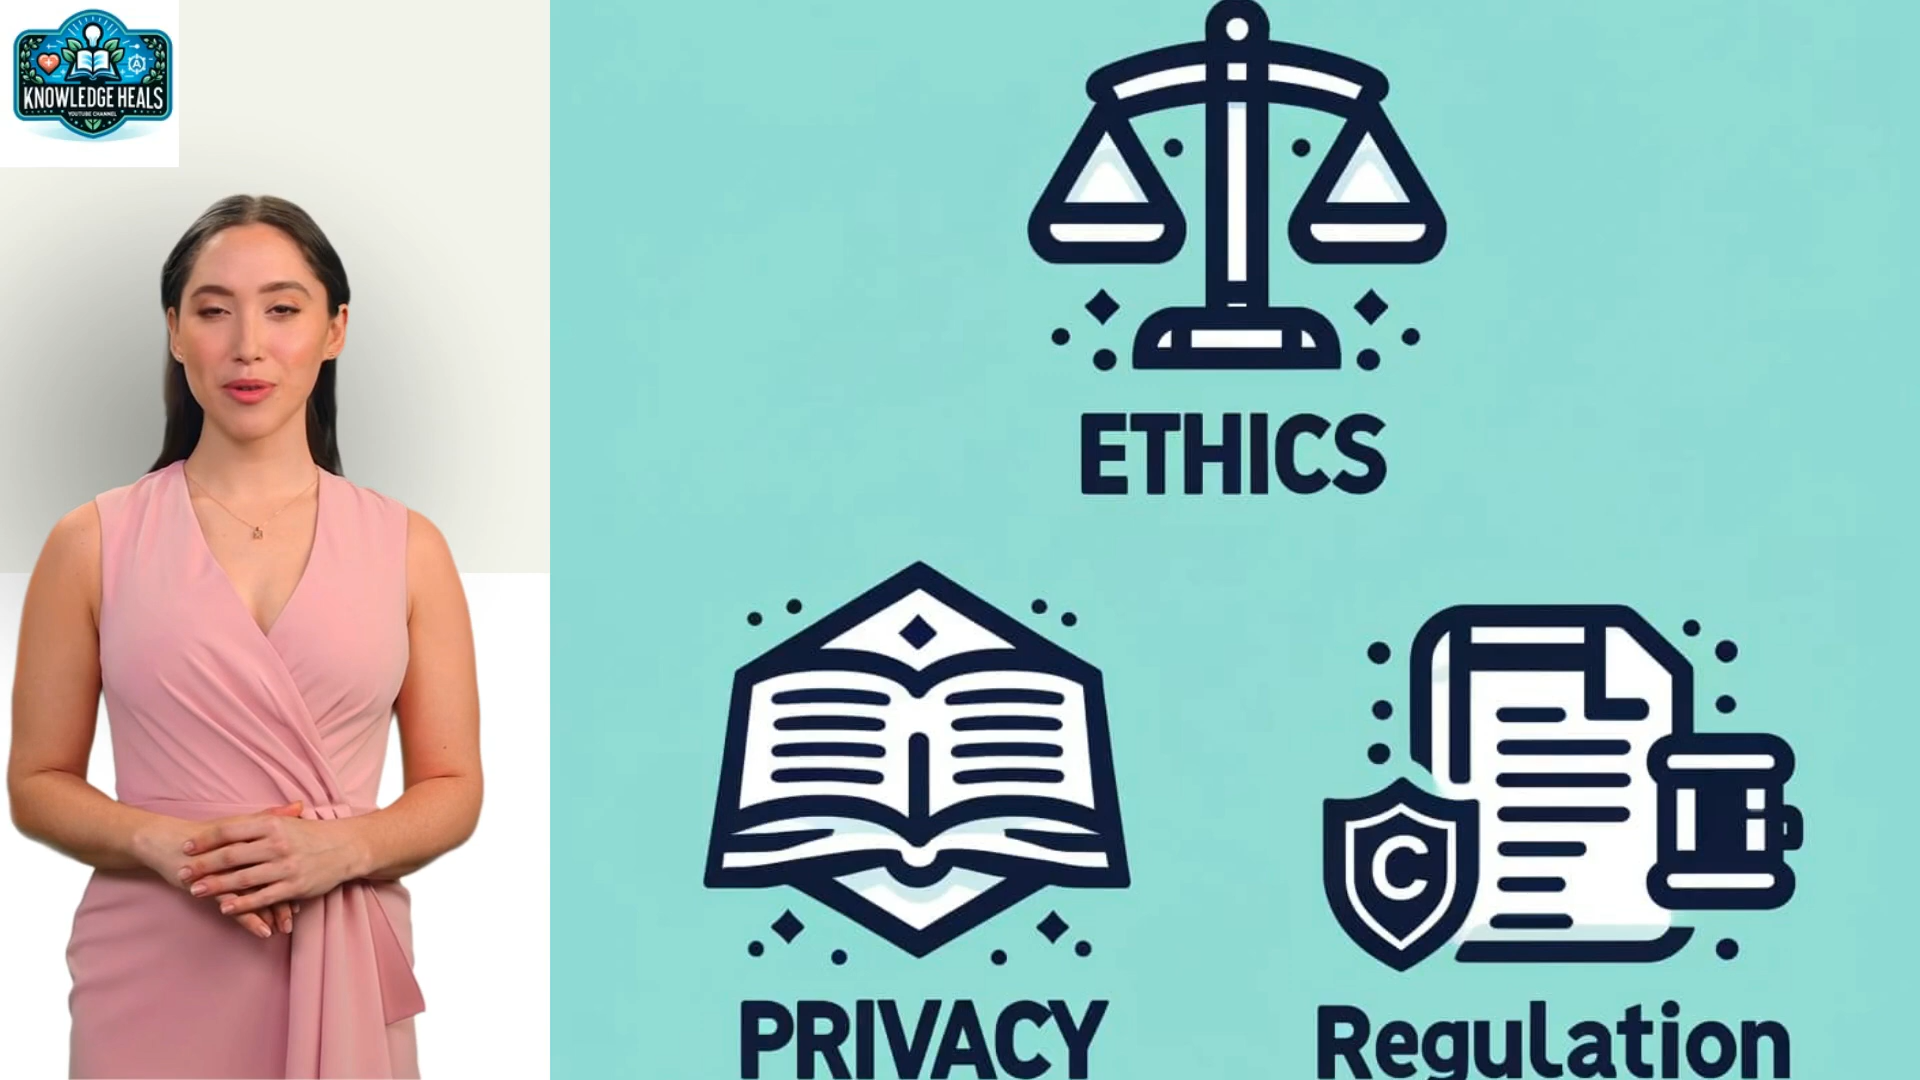 KNOWLEDGE HEALS
YOUTUBE CHANNEL
ETHICS
C
PRIVACY
Regulation